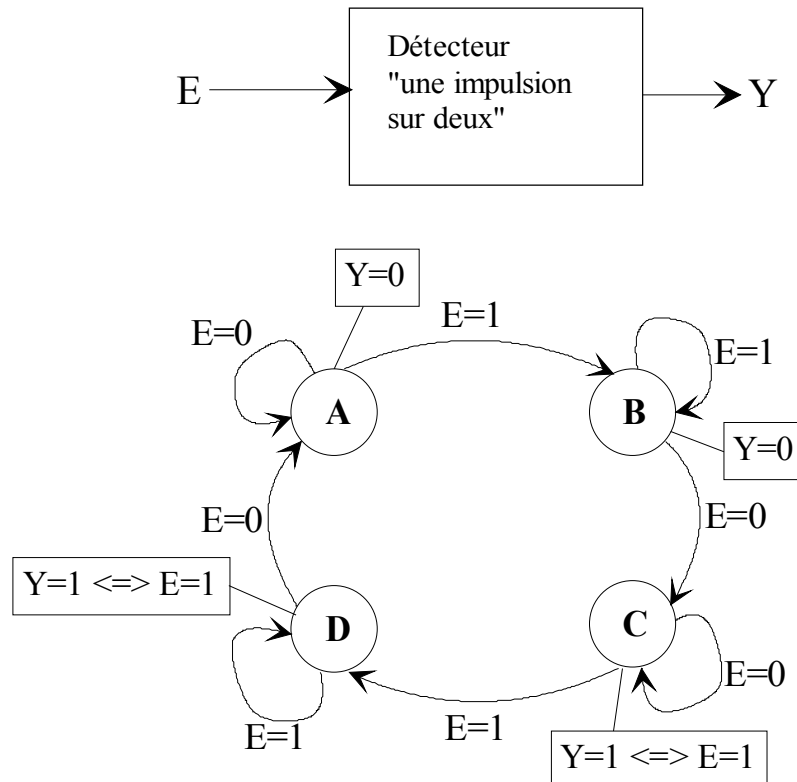 Détecteur
"une impulsion
sur deux"
E
Y
Y=0
E=1
E=0
E=1
A
B
Y=0
E=0
E=0
Y=1 <=> E=1
D
C
E=0
E=1
E=1
Y=1 <=> E=1